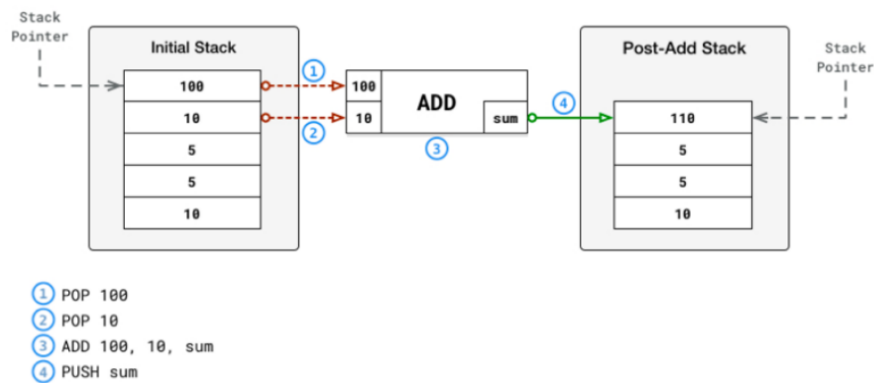 Stack
Pointer
Initial Stack
100
10
5
5
10
1
2
100
10
ADD
sum
3
4
Post-Add Stack
110
5
5
10
Stack
Pointer
1 POP 100
2 POP 10
3 ADD 100, 10, sum
4 PUSH sum